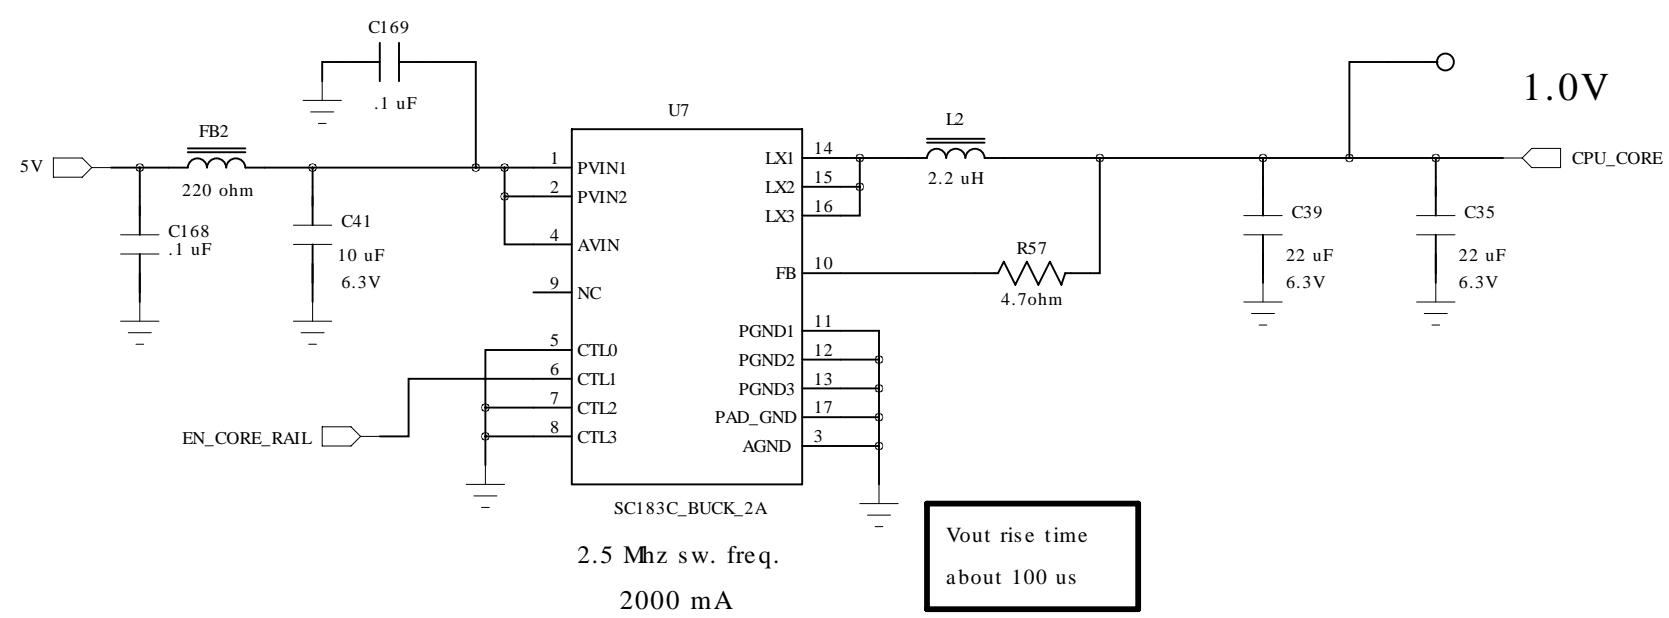 C169
.1 uF
1.0V
U7
FB2
L2
5V
220 ohm
1 PVIN1
2 PVIN2
4 AVIN
9 NC
5 CTL0
6 CTL1
7 CTL2
8 CTL3
LX1 14
LX2 15
LX3 16
FB 10
PGND1 11
PGND2 12
PGND3 13
PAD_GND 17
AGND 3
2.2 uH
CPU_CORE
C168
.1 uF
C41
10 uF
6.3V
R57
4.7ohm
C39
22 uF
6.3V
C35
22 uF
6.3V
EN_CORE_RAIL
SC183C_BUCK_2A
2.5 Mhz sw. freq.
2000 mA
Vout rise time
about 100 us